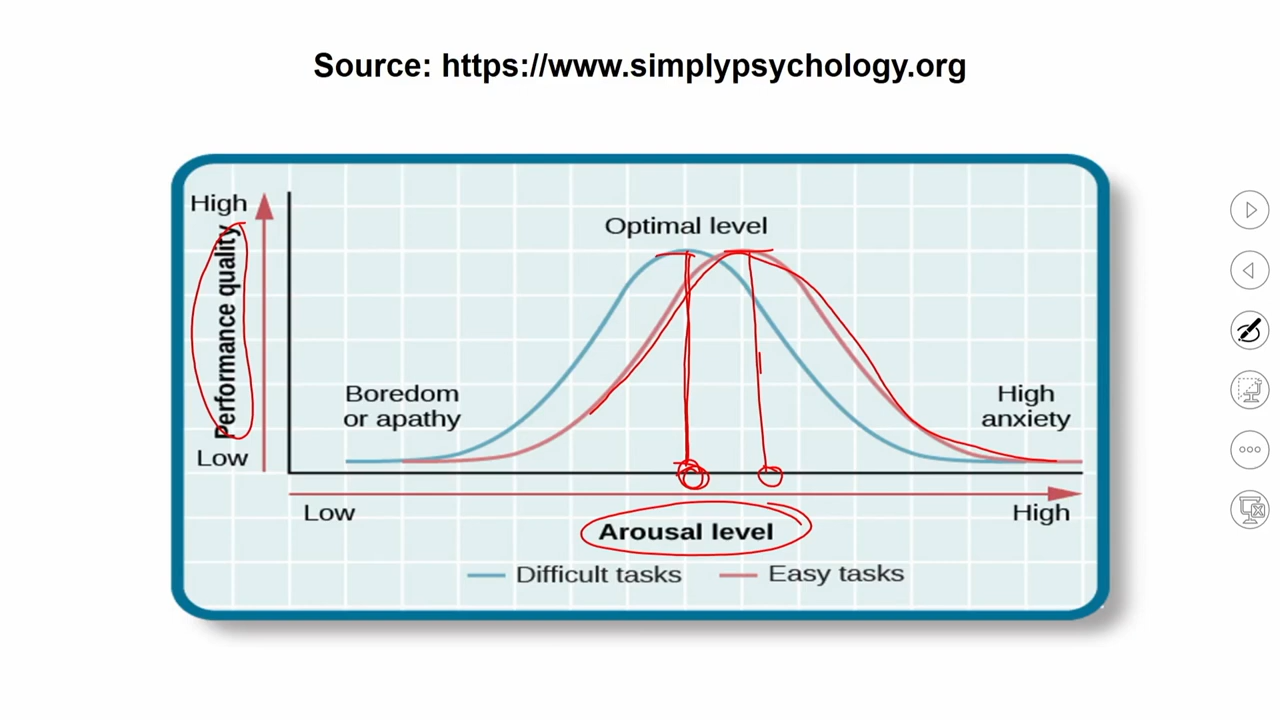 Source: https://www.simplypsychology.org
High
Performance quality
Low
Optimal level
Boredom
or apathy
High
anxiety
Low
High
Arousal level
Difficult tasks
Easy tasks